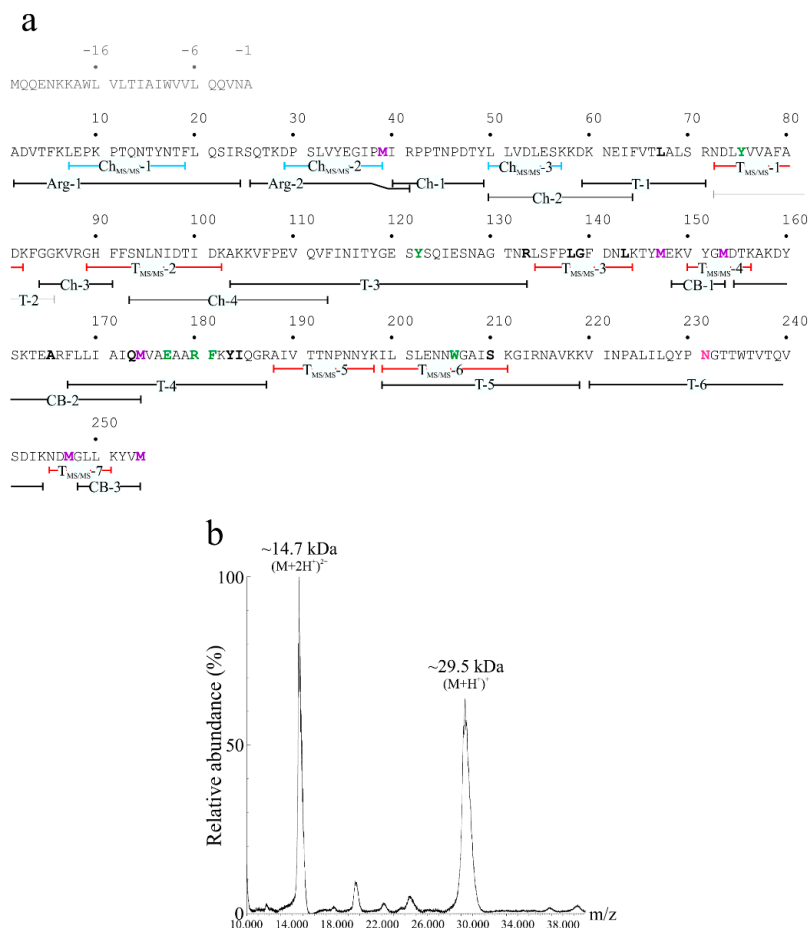 a
-16 -6 -1
MQQENKKAWL VLTIAIWVVL QQVNA
10 20 30 40 50 60 70 80
ADVTFKLEPK PTQNTYNTFL QSIRSQTKDP SLVYEGIPMI RPPTNPDTYL LVDLESKKDK NEIFVTLALS RNDLYVVAFA
ChMS/MS-1 ChMS/MS-2 ChMS/MS-3 TMS/MS-1
Arg-1 Arg-2 Ch-1 T-1
Ch-2
90 100 110 120 130 140 150 160
DKFGGKVRGH FFSNLNIDTI DKAKKVFPEV QVFINITYGE SYSQIESNAG TNRLSFPLGF DNLKTYMEKV YGMDTKAKDY
TMS/MS-2 TMS/MS-3 TMS/MS-4
Ch-3 T-3 CB-1
T-2 Ch-4
170 180 190 200 210 220 230 240
SKTEARFLLI AIQMVAEAAR FKYIQGRAIV TTNPNNYKIL SLENNWGAIS KGIRNAVKKV INPALILQYP NGTTWTVTQV
TMS/MS-5 TMS/MS-6
CB-2 T-4 T-5 T-6
250
SDIKNDMGLL KYVM
TMS/MS-7 CB-3
b
~14.7 kDa
(M+2H⁺)²⁻
~29.5 kDa
(M+H⁺)⁺
100
50
0
Relative abundance (%)
10.000 14.000 18.000 22.000 26.000 30.000 34.000 38.000 m/z